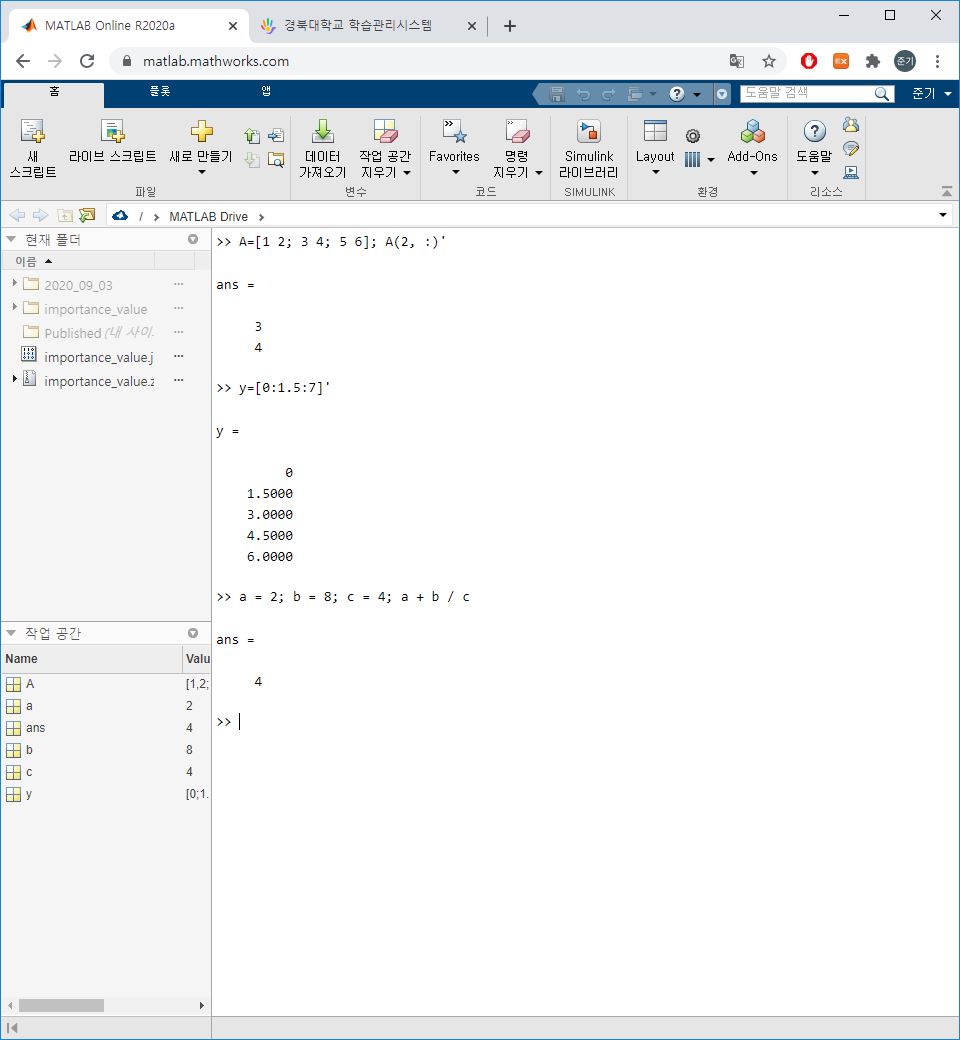 MATLAB Online R2020a
경북대학교 학습관리시스템
matlab.mathworks.com
준기
홈 플롯 앱
도움말 검색
준기
새 스크립트
라이브 스크립트
새로 만들기
파일
데이터 가져오기
작업 공간 지우기
변수
Favorites
명령 지우기
코드
Simulink 라이브러리
SIMULINK
Layout
Add-Ons
환경
도움말
리소스
/ > MATLAB Drive >
현재 폴더
이름
2020_09_03 ...
importance_value ...
Published (내 사이. ...
importance_value.j ...
importance_value.z ...
>> A=[1 2; 3 4; 5 6]; A(2, :)'
ans =
3
4
>> y=[0:1.5:7]'
y =
0
1.5000
3.0000
4.5000
6.0000
>> a = 2; b = 8; c = 4; a + b / c
ans =
4
>>
작업 공간
Name Valu
A [1,2;
a 2
ans 4
b 8
c 4
y [0;1.